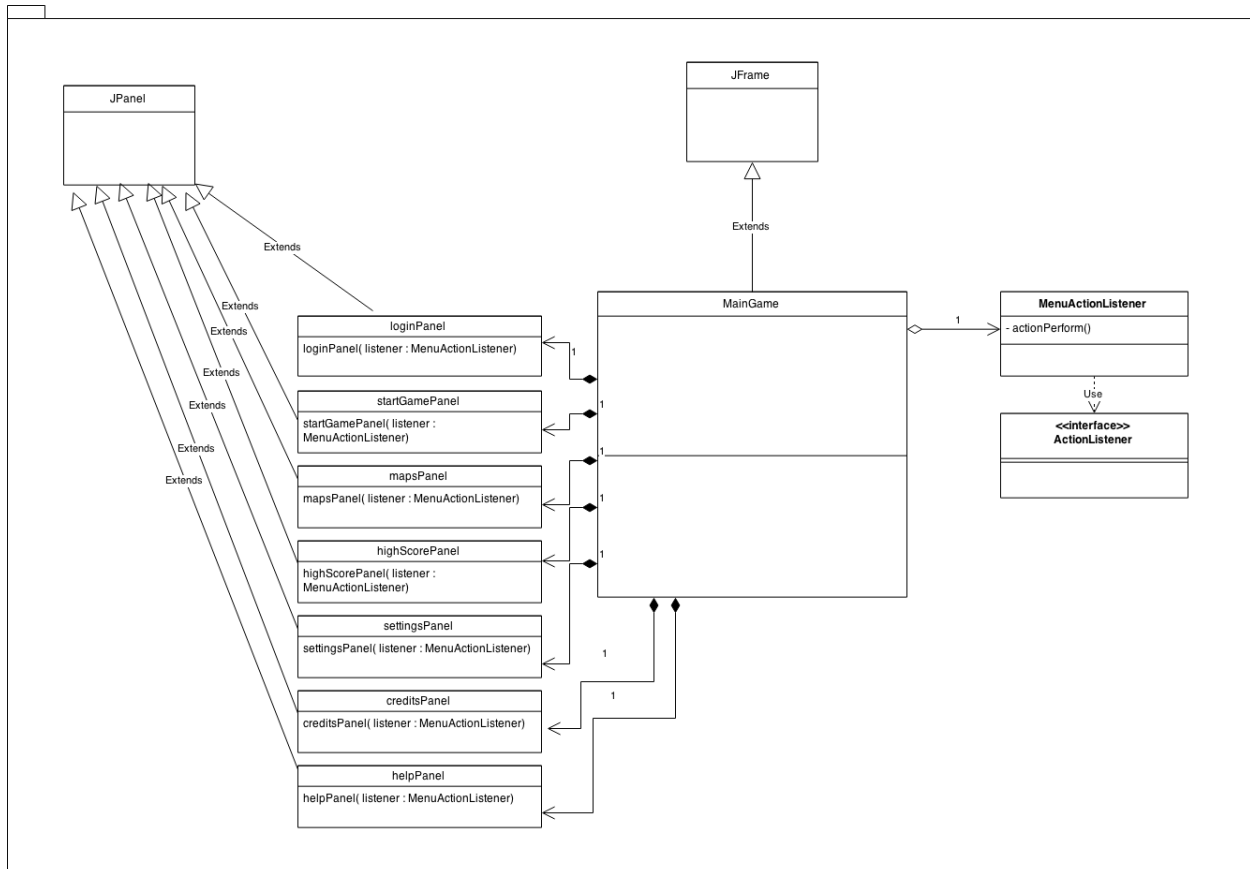 JPanel
JFrame
Extends
Extends
Extends
Extends
Extends
Extends
Extends
Extends
loginPanel
loginPanel( listener : MenuActionListener)
startGamePanel
startGamePanel( listener :
MenuActionListener)
mapsPanel
mapsPanel( listener : MenuActionListener)
highScorePanel
highScorePanel( listener :
MenuActionListener)
settingsPanel
settingsPanel( listener : MenuActionListener)
creditsPanel
creditsPanel( listener : MenuActionListener)
helpPanel
helpPanel( listener : MenuActionListener)
1
1
1
1
1
1
1
MainGame
1
MenuActionListener
- actionPerform()
Use
<<interface>>
ActionListener